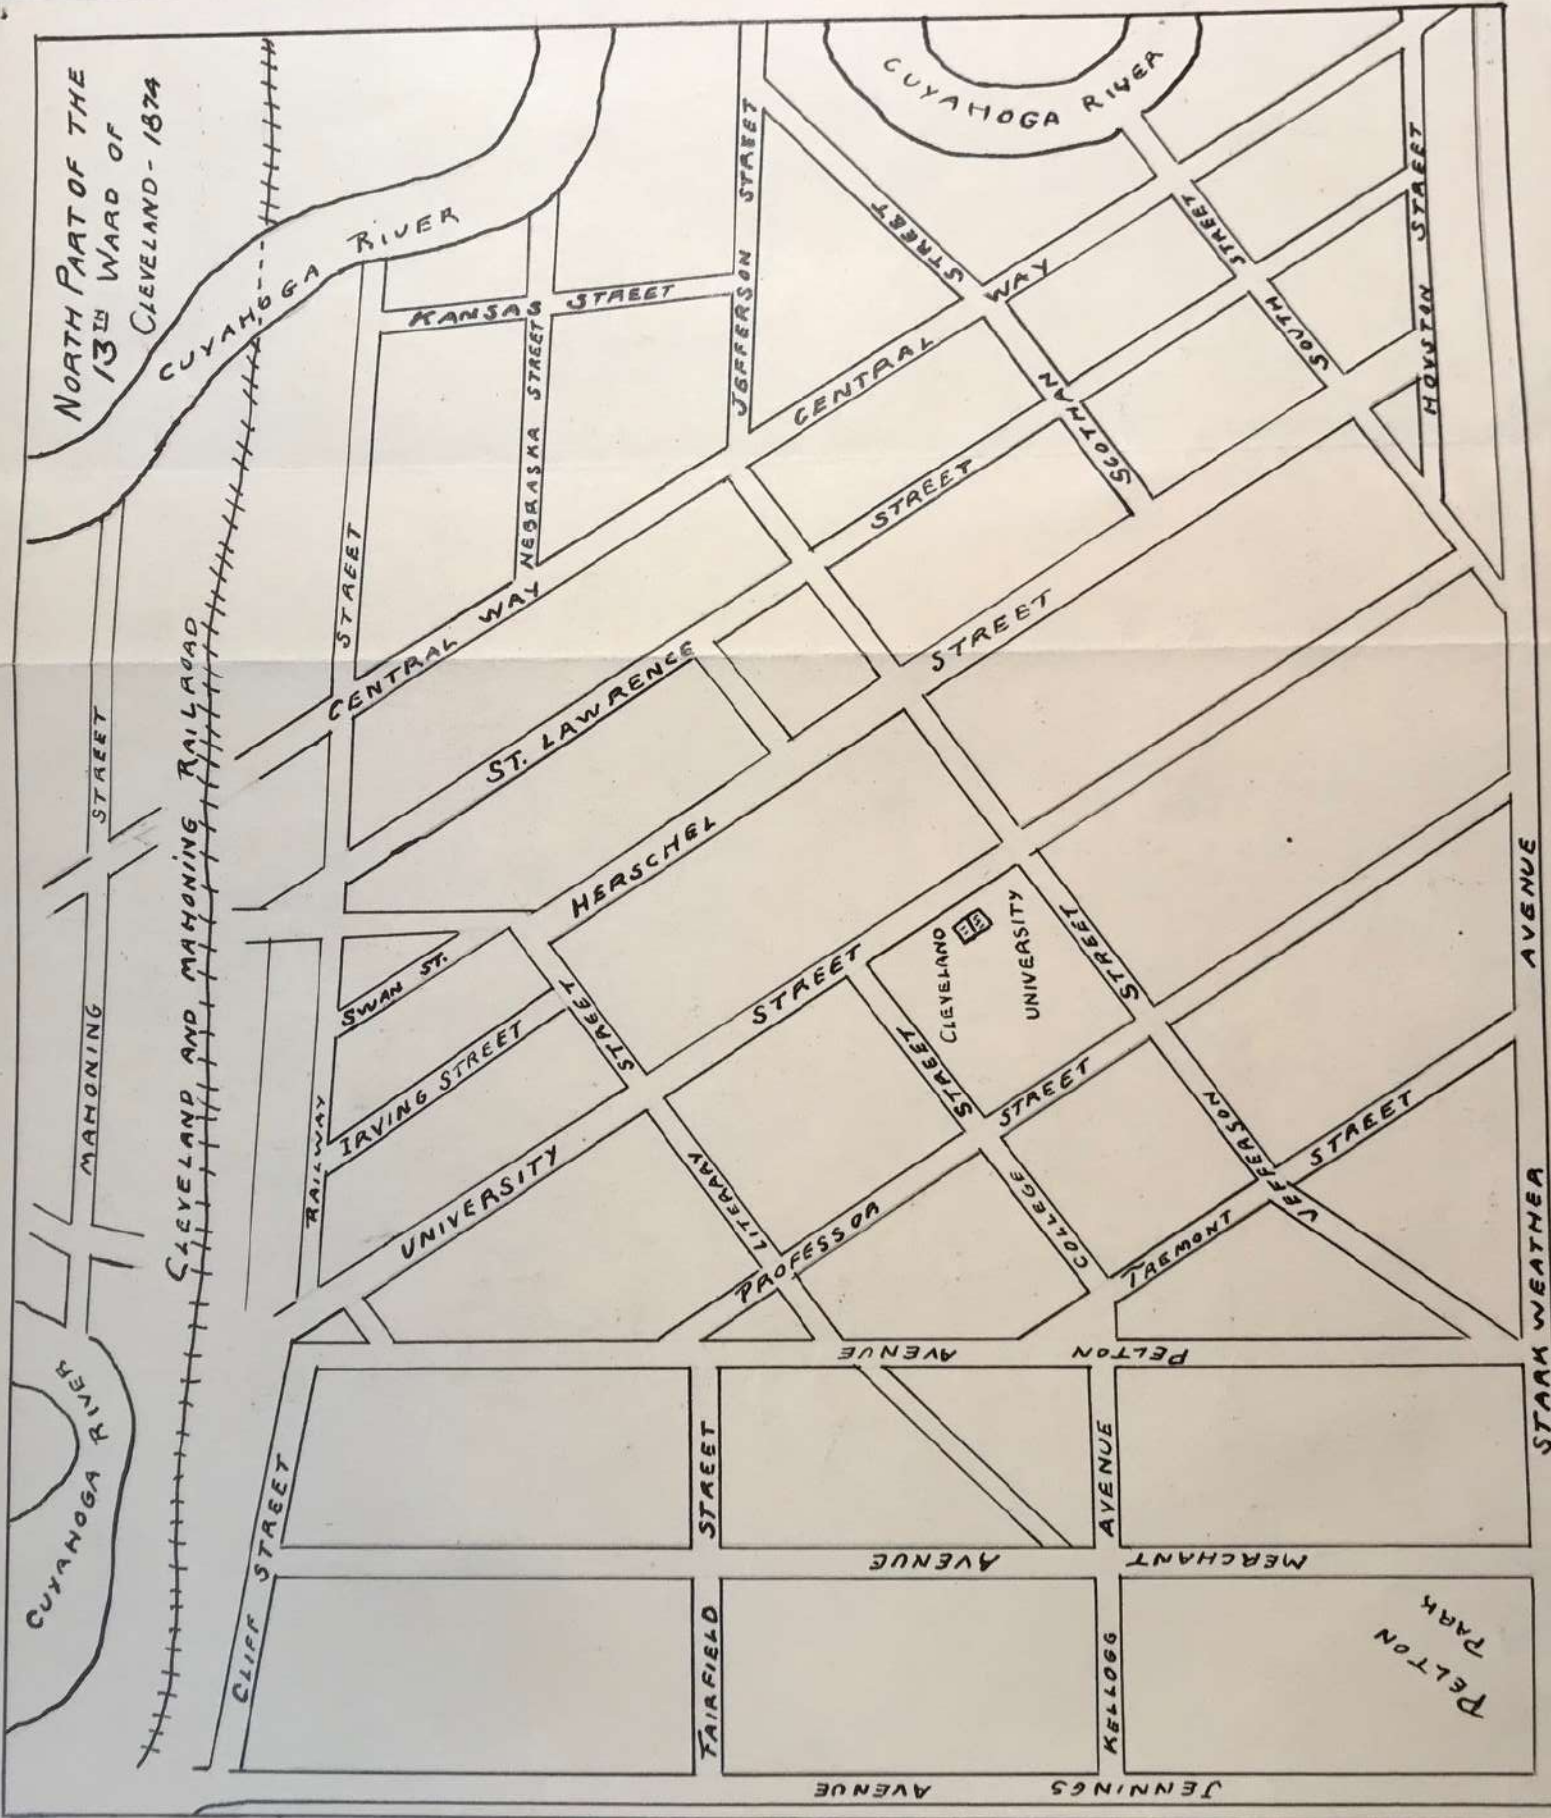 NORTH PART OF THE
13TH WARD OF
CLEVELAND - 1874
CUYAHOGA RIVER
CUYAHOGA RIVER
KANSAS STREET
NEBRASKA STREET
JEFFERSON STREET
STREET
CENTRAL WAY
CENTRAL WAY
SCOTMAN STREET
SOUTH STREET
HOUSTON STREET
ST. LAWRENCE STREET
HERSCHEL STREET
MAHONING STREET
CLEVELAND AND MAHONING RAILROAD
RAILWAY
SWAN ST.
IRVING STREET
UNIVERSITY STREET
LITERARY STREET
CLEVELAND
UNIVERSITY
COLLEGE STREET
PROFESSOR STREET
JEFFERSON STREET
TREMONT STREET
STARKWEATHER AVENUE
PELTON AVENUE
CUYAHOGA RIVER
CLIFF STREET
FAIRFIELD STREET
KELLOGG AVENUE
MERCHANT AVENUE
PELTON
PARK
JENNINGS AVENUE